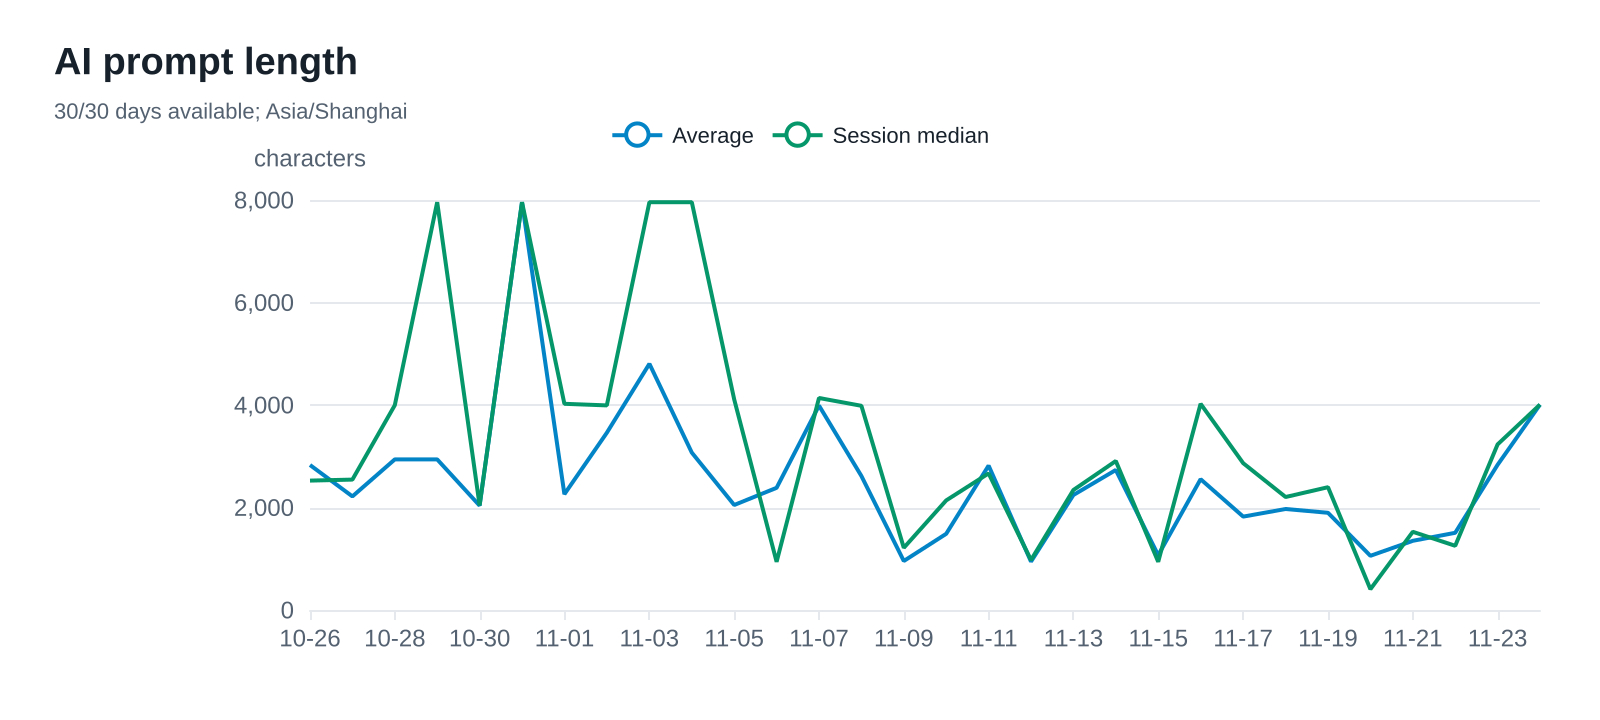 AI prompt length
30/30 days available; Asia/Shanghai
Average Session median
characters
8,000
6,000
4,000
2,000
0
10-26 10-28 10-30 11-01 11-03 11-05 11-07 11-09 11-11 11-13 11-15 11-17 11-19 11-21 11-23